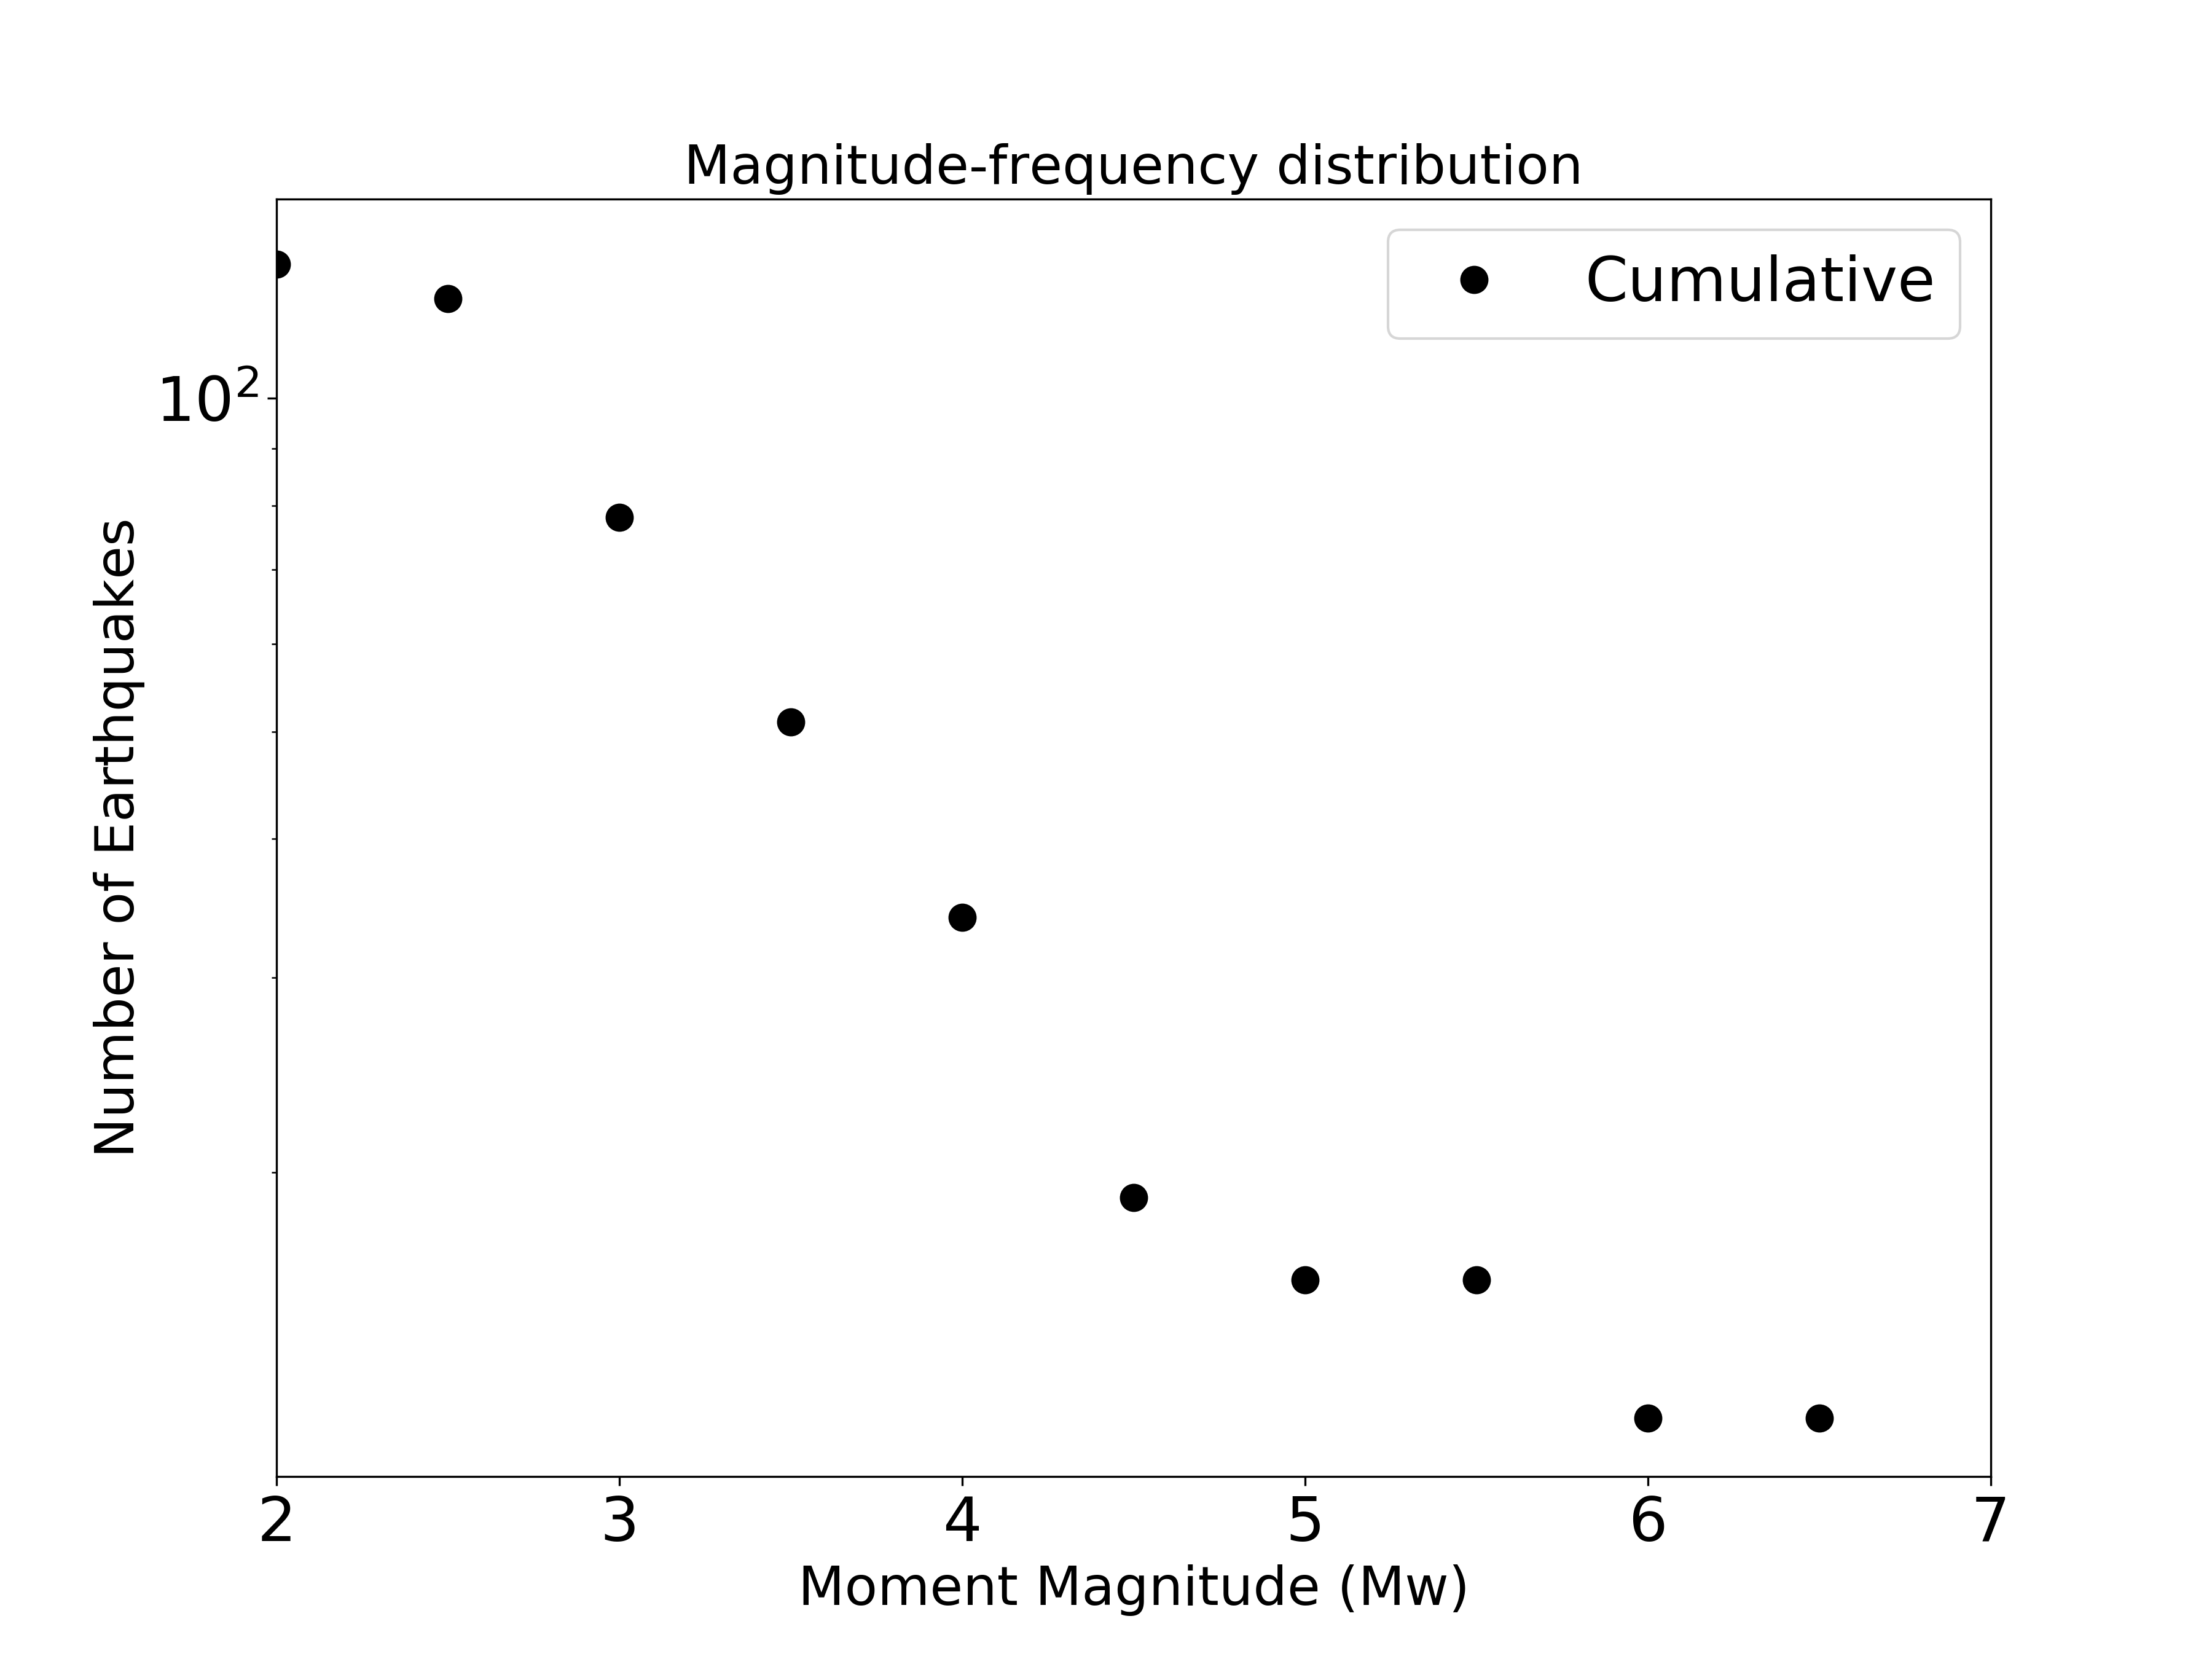 Magnitude-frequency distribution
Cumulative
10²
Number of Earthquakes
2 3 4 5 6 7
Moment Magnitude (Mw)